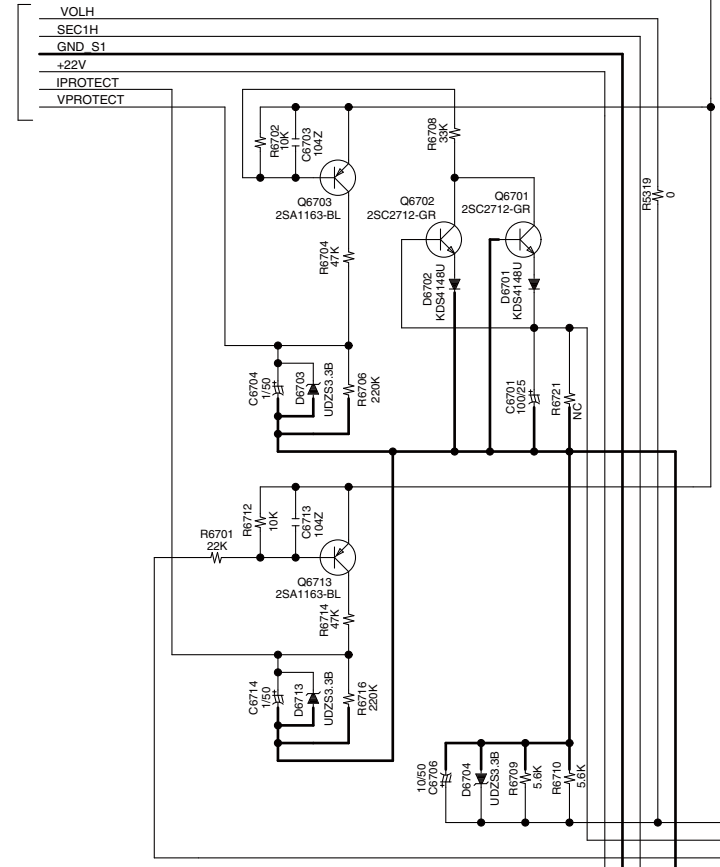 VOLH
SEC1H
GND_S1
+22V
IPROTECT
VPROTECT
R6702
10K
C6703
104Z
R6708
33K
Q6703
2SA1163-BL
Q6702
2SC2712-GR
Q6701
2SC2712-GR
R5319
0
R6704
47K
D6702
KDS4148U
D6701
KDS4148U
C6704
1/50
D6703
UDZS3.3B
R6706
220K
C6701
100/25
R6721
NC
R6701
22K
R6712
10K
C6713
104Z
Q6713
2SA1163-BL
R6714
47K
C6714
1/50
D6713
UDZS3.3B
R6716
220K
10/50
C6706
D6704
UDZS3.3B
R6709
5.6K
R6710
5.6K